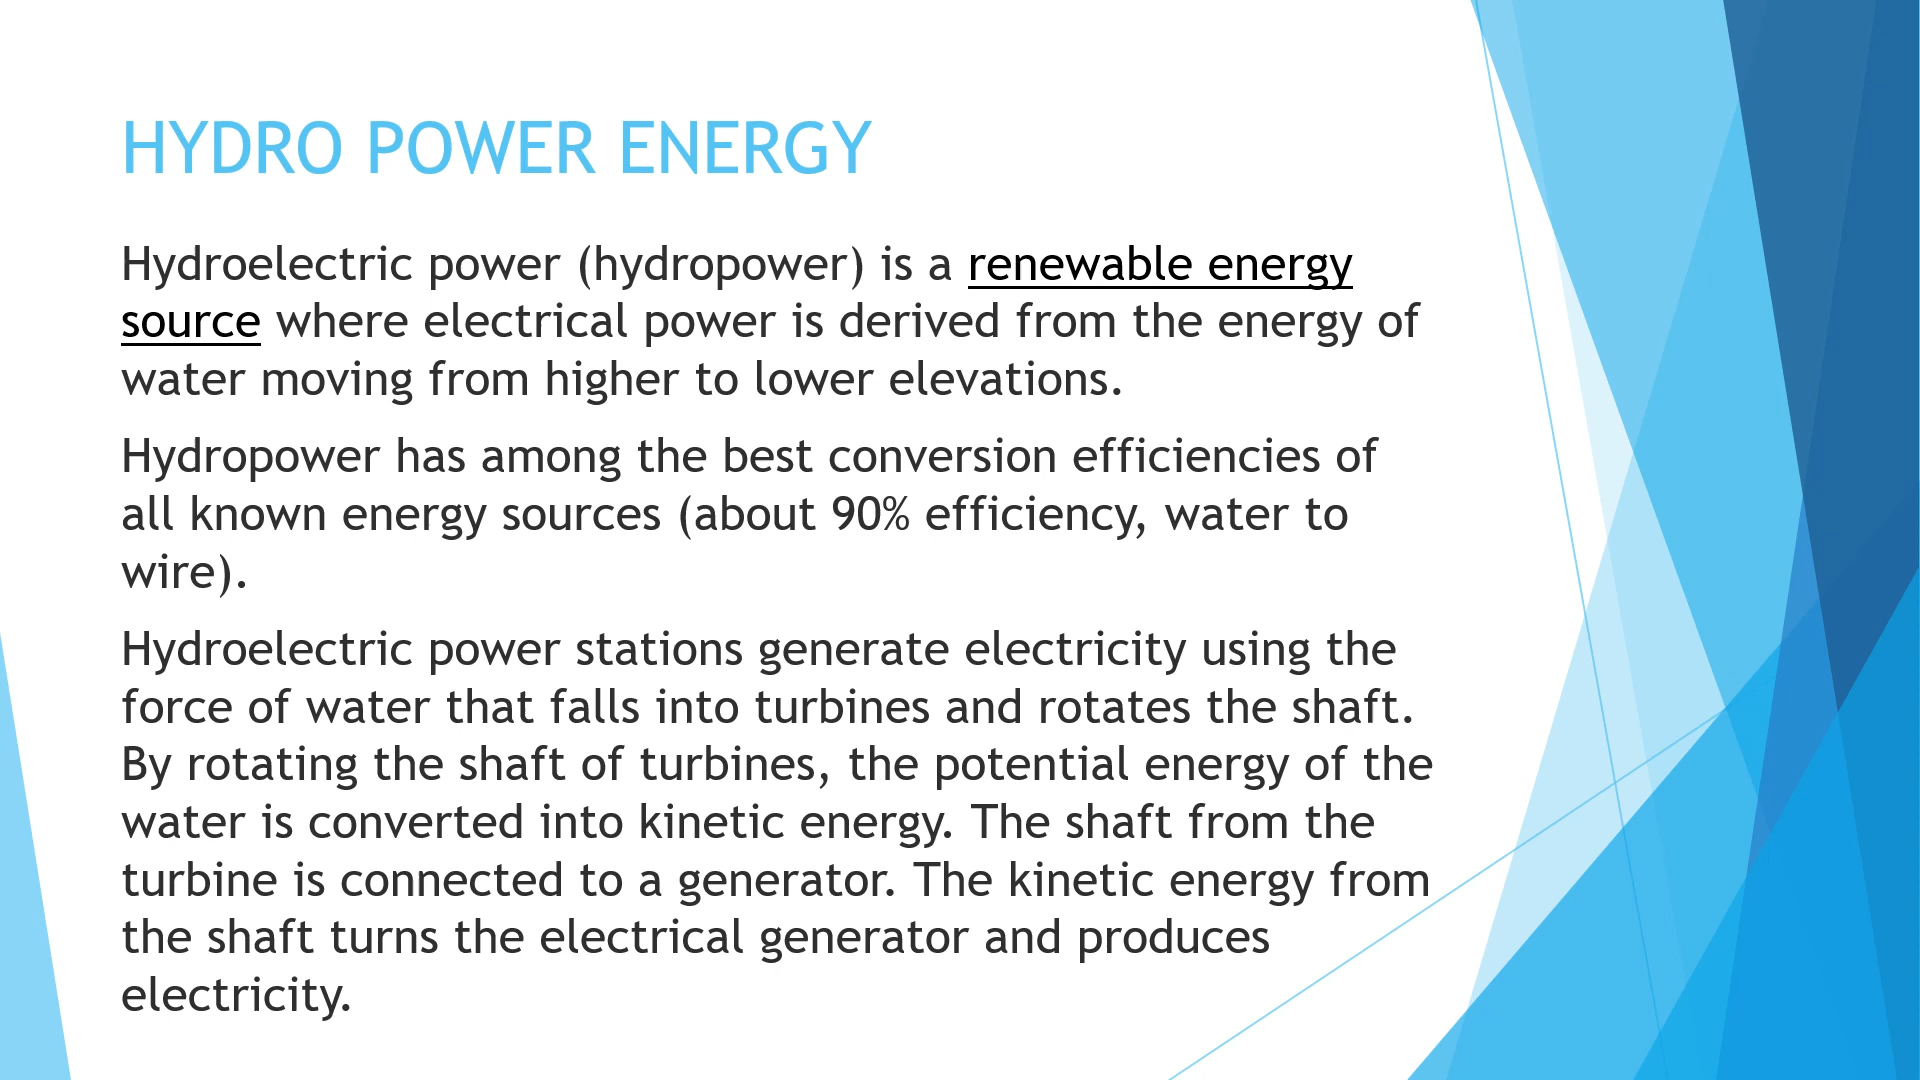 HYDRO POWER ENERGY
Hydroelectric power (hydropower) is a renewable energy
source where electrical power is derived from the energy of
water moving from higher to lower elevations.
Hydropower has among the best conversion efficiencies of
all known energy sources (about 90% efficiency, water to
wire).
Hydroelectric power stations generate electricity using the
force of water that falls into turbines and rotates the shaft.
By rotating the shaft of turbines, the potential energy of the
water is converted into kinetic energy. The shaft from the
turbine is connected to a generator. The kinetic energy from
the shaft turns the electrical generator and produces
electricity.